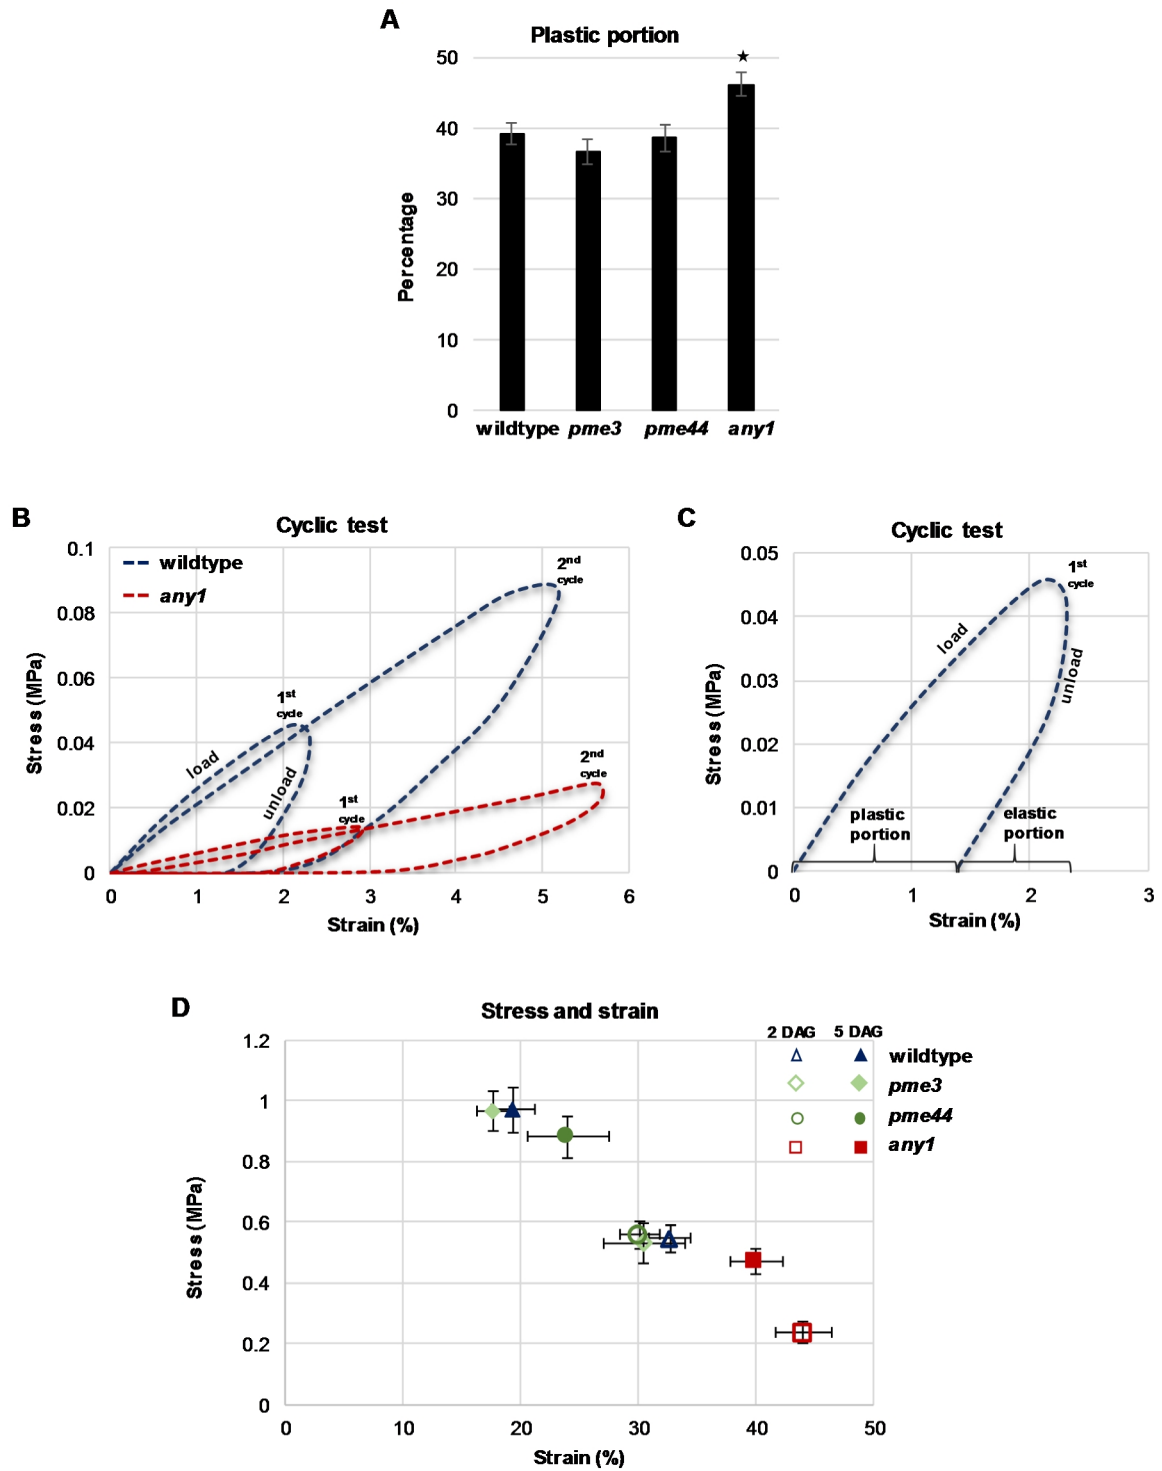 A
Plastic portion
50
40
30
20
10
0
Percentage
★
wildtype pme3 pme44 any1
B
Cyclic test
0.1
0.08
0.06
0.04
0.02
0
Stress (MPa)
wildtype
any1
2nd
cycle
1st
cycle
load
unload
1st
cycle
2nd
cycle
0 1 2 3 4 5 6
Strain (%)
C
Cyclic test
0.05
0.04
0.03
0.02
0.01
0
Stress (MPa)
1st
cycle
load
unload
plastic
portion
elastic
portion
0 1 2 3
Strain (%)
D
Stress and strain
1.2
1
0.8
0.6
0.4
0.2
0
Stress (MPa)
2 DAG 5 DAG
wildtype
pme3
pme44
any1
0 10 20 30 40 50
Strain (%)